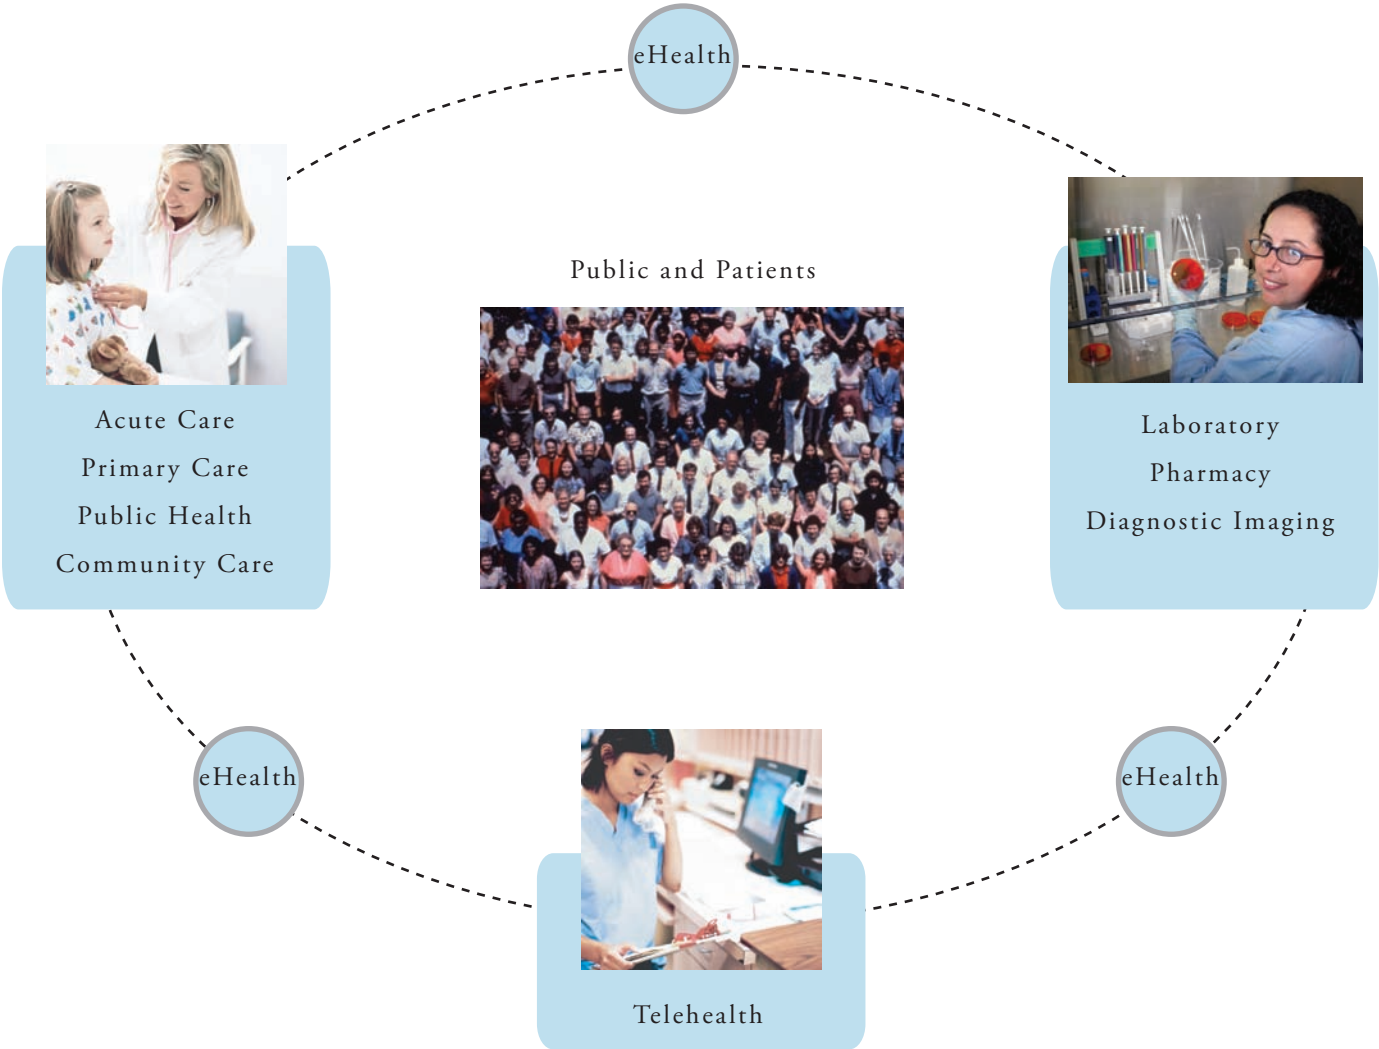 eHealth
Public and Patients
Acute Care
Primary Care
Public Health
Community Care
Laboratory
Pharmacy
Diagnostic Imaging
eHealth
eHealth
Telehealth